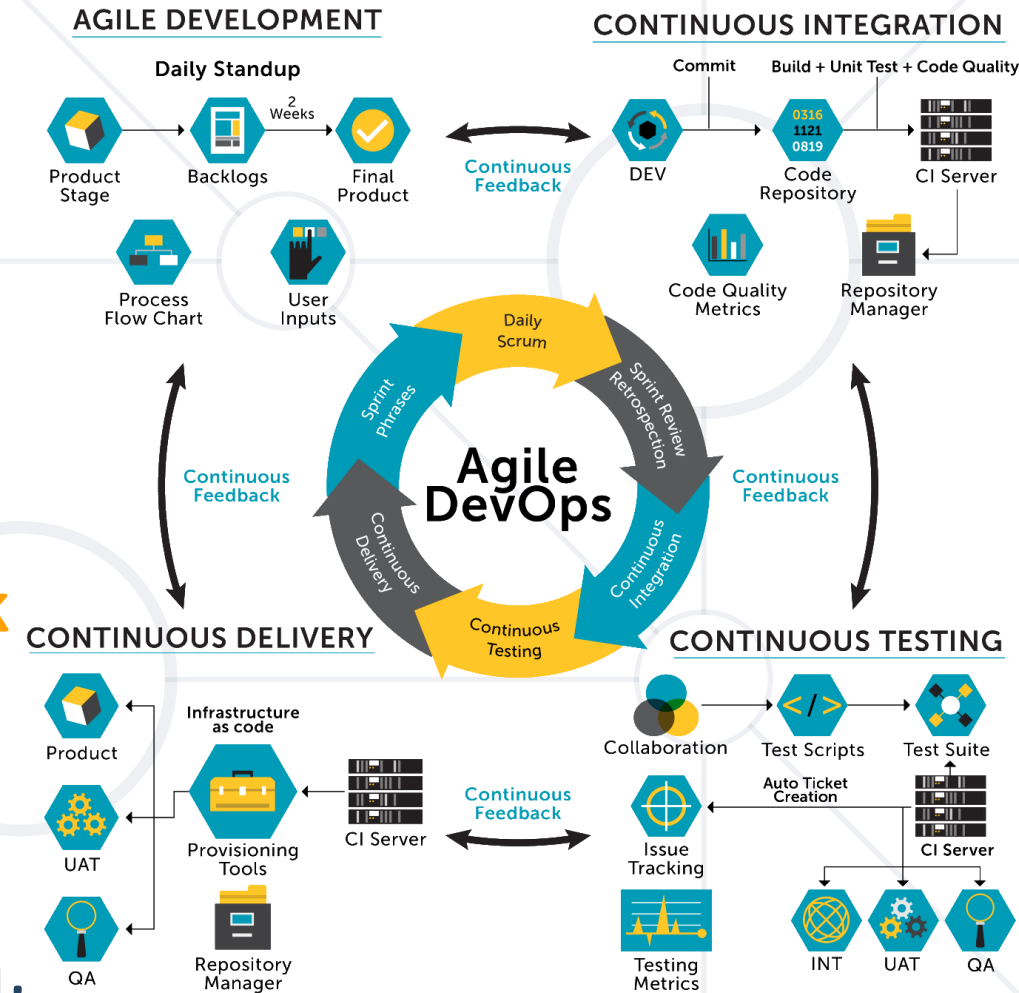 AGILE DEVELOPMENT
Daily Standup
Product
Stage
Backlogs
2
Weeks
Final
Product
Process
Flow Chart
User
Inputs
Continuous
Feedback
CONTINUOUS INTEGRATION
Commit
Build + Unit Test + Code Quality
DEV
0316
1121
0819
Code
Repository
CI Server
Code Quality
Metrics
Repository
Manager
Daily
Scrum
Sprint Review
Retrospection
Continuous
Integration
Continuous
Testing
Continuous
Delivery
Sprint
Phrases
Agile
DevOps
Continuous
Feedback
Continuous
Feedback
CONTINUOUS DELIVERY
Product
UAT
QA
Infrastructure
as code
Provisioning
Tools
Repository
Manager
CI Server
Continuous
Feedback
CONTINUOUS TESTING
Collaboration
< / >
Test Scripts
Test Suite
Auto Ticket
Creation
Issue
Tracking
CI Server
Testing
Metrics
INT
UAT
QA